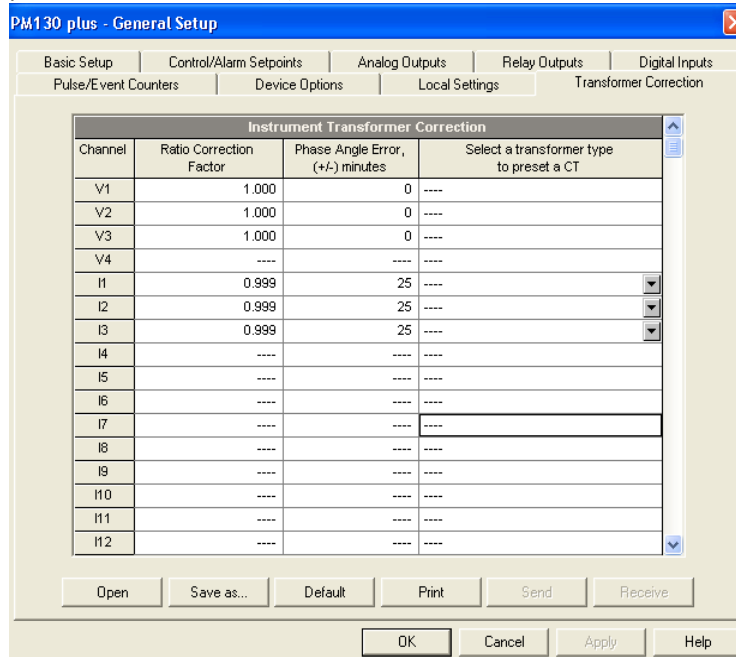 PM130 plus - General Setup
Basic Setup Control/Alarm Setpoints Analog Outputs Relay Outputs Digital Inputs
Pulse/Event Counters Device Options Local Settings Transformer Correction
Instrument Transformer Correction
Channel Ratio Correction Factor Phase Angle Error, (+/-) minutes Select a transformer type to preset a CT
V1 1.000 0 ----
V2 1.000 0 ----
V3 1.000 0 ----
V4 ---- ---- ----
I1 0.999 25 ----
I2 0.999 25 ----
I3 0.999 25 ----
I4 ---- ---- ----
I5 ---- ---- ----
I6 ---- ---- ----
I7 ---- ---- ----
I8 ---- ---- ----
I9 ---- ---- ----
I10 ---- ---- ----
I11 ---- ---- ----
I12 ---- ---- ----
Open Save as... Default Print Send Receive
OK Cancel Apply Help